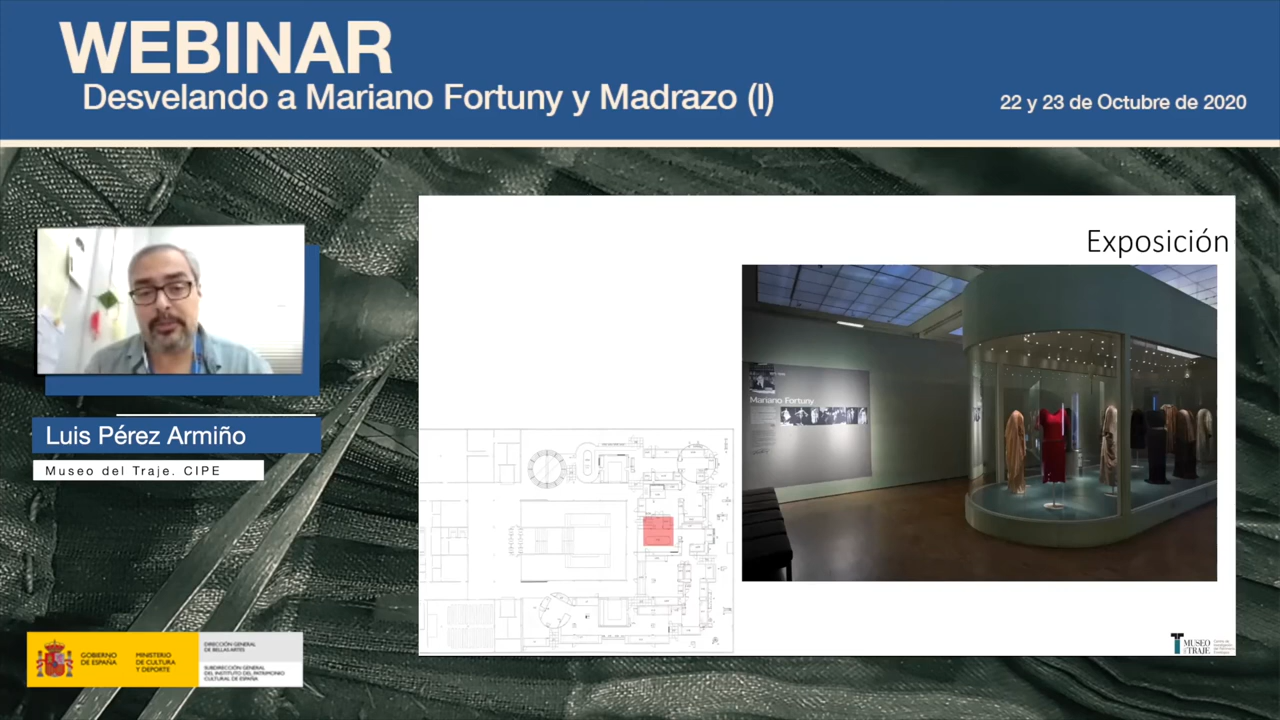 WEBINAR
Desvelando a Mariano Fortuny y Madrazo (I)
22 y 23 de Octubre de 2020
Exposición
Mariano Fortuny
Luis Pérez Armiño
Museo del Traje. CIPE
GOBIERNO
DE ESPAÑA
MINISTERIO
DE CULTURA
Y DEPORTE
DIRECCIÓN GENERAL
DE BELLAS ARTES
SUBDIRECCIÓN GENERAL
DEL INSTITUTO DEL PATRIMONIO
CULTURAL DE ESPAÑA
MUSEO
DEL TRAJE